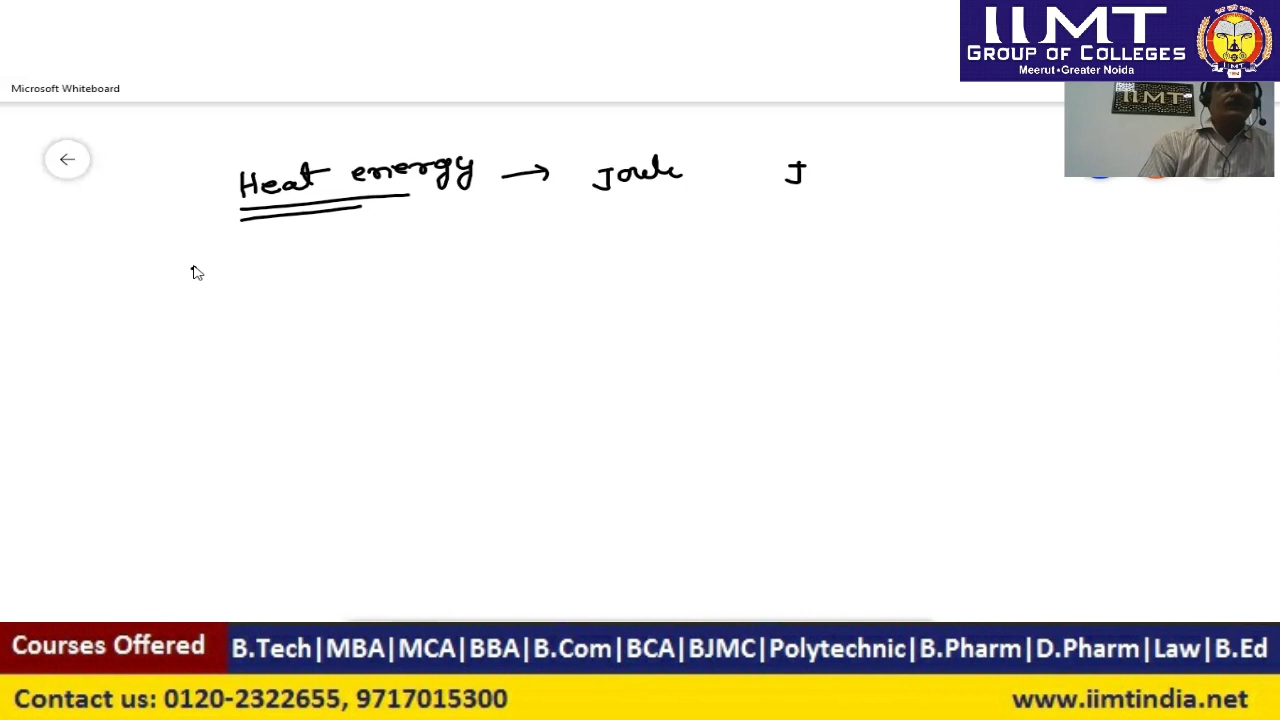 IIMT
GROUP OF COLLEGES
Meerut•Greater Noida
Microsoft Whiteboard
IIMT
Heat energy → Joule J
Courses Offered B.Tech|MBA|MCA|BBA|B.Com|BCA|BJMC|Polytechnic|B.Pharm|D.Pharm|Law|B.Ed
Contact us: 0120-2322655, 9717015300 www.iimtindia.net